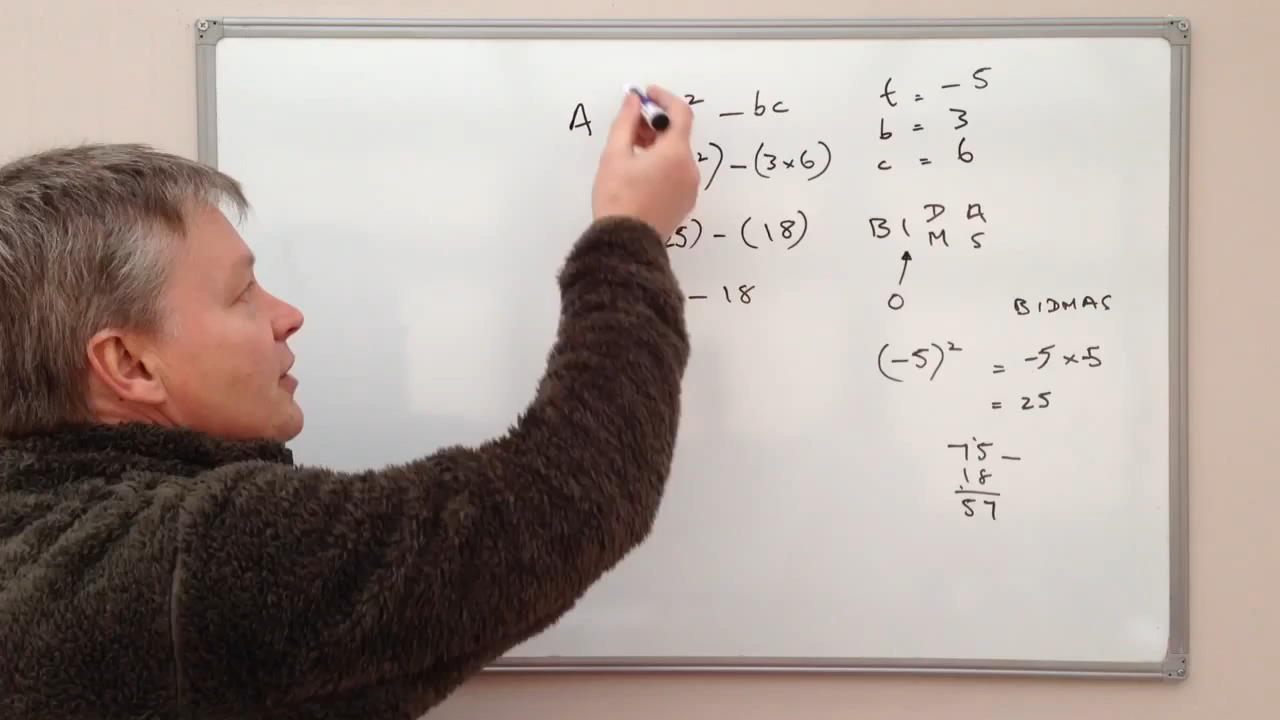 A ² - bc
²) - (3×6)
25) - (18)
- 18
t = - 5
b = 3
c = 6
B I D A
M S
O
BIDMAS
(-5)² = -5 × -5
= 25
75 -
18
57